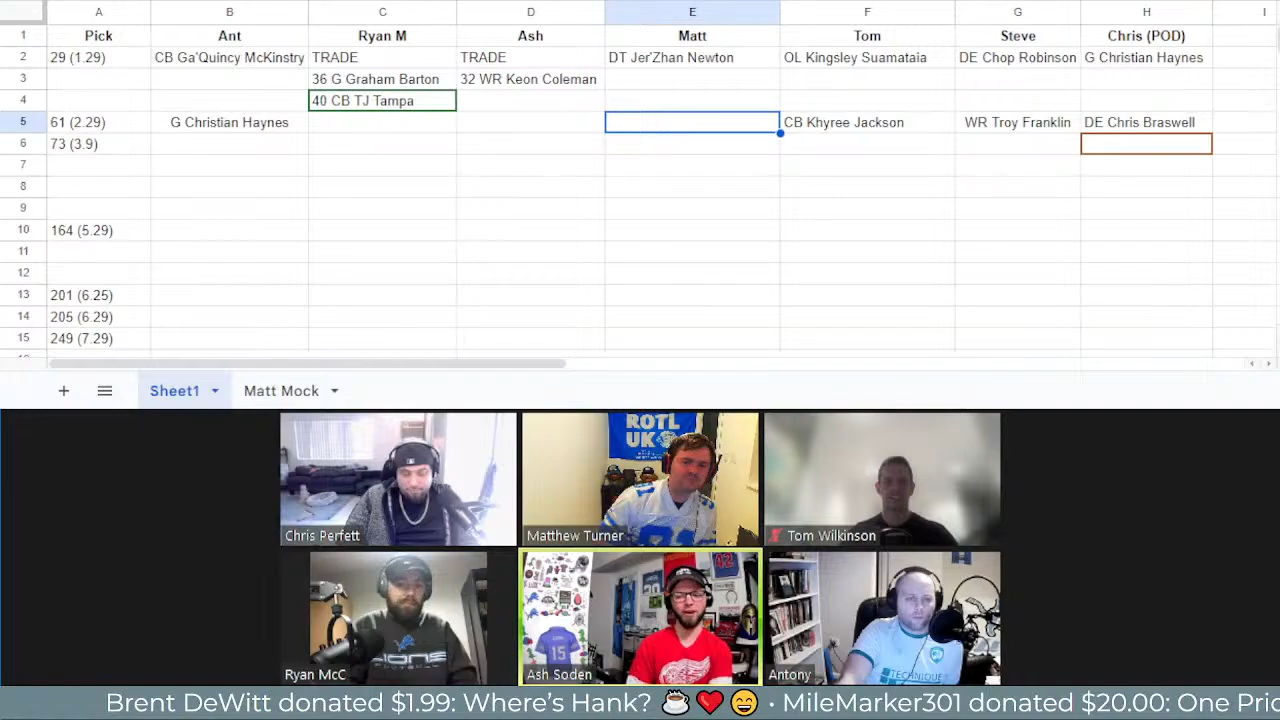 A B C D E F G H I
1 Pick Ant Ryan M Ash Matt Tom Steve Chris (POD)
2 29 (1.29) CB Ga'Quincy McKinstry TRADE TRADE DT Jer'Zhan Newton OL Kingsley Suamataia DE Chop Robinson G Christian Haynes
3 36 G Graham Barton 32 WR Keon Coleman
4 40 CB TJ Tampa
5 61 (2.29) G Christian Haynes CB Khyree Jackson WR Troy Franklin DE Chris Braswell
6 73 (3.9)
7
8
9
10 164 (5.29)
11
12
13 201 (6.25)
14 205 (6.29)
15 249 (7.29)
Sheet1 Matt Mock
ROTL
UK
Chris Perfett Matthew Turner Tom Wilkinson
42
LIONS
15
TECHNIQUE
Ryan McC Ash Soden Antony
Brent DeWitt donated $1.99: Where's Hank? ☕❤️😄 · MileMarker301 donated $20.00: One Pric